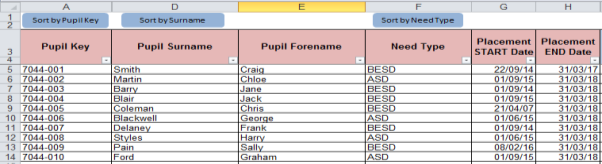 A D E F G H
1 Sort by Pupil Key Sort by Surname Sort by Need Type
2
3 Pupil Key Pupil Surname Pupil Forename Need Type Placement START Date Placement END Date
4
5 7044-001 Smith Craig BESD 22/09/14 31/03/17
6 7044-002 Martin Chloe ASD 01/09/15 31/03/18
7 7044-003 Barry Jane BESD 01/09/14 31/03/18
8 7044-004 Blair Jack BESD 01/09/15 31/03/18
9 7044-005 Coleman Chris BESD 21/04/07 31/03/18
10 7044-006 Blackwell George ASD 01/06/15 31/03/18
11 7044-007 Delaney Frank BESD 01/09/14 31/03/18
12 7044-008 Styles Harry ASD 01/06/15 31/03/18
13 7044-009 Pain Sally BESD 08/02/16 31/03/18
14 7044-010 Ford Graham ASD 01/09/15 31/03/18